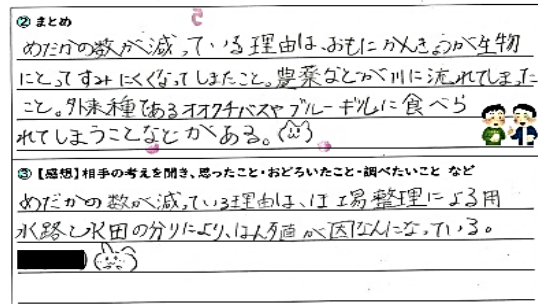 ② まとめ
めだかの数が減っている理由は、おもにかんきょうが生物
にとってすみにくくなってしまたこと。農薬などが川に流れてしまった
こと。外来種であるオオクチバスやブルーギルに食べら
れてしまうことなどがある。
③【感想】相手の考えを聞き、思ったこと・おどろいたこと・調べたいこと など
めだかの数が減っている理由は、ほ場整理による用
水路と水田の分りにより、はん殖が困なんになっている。